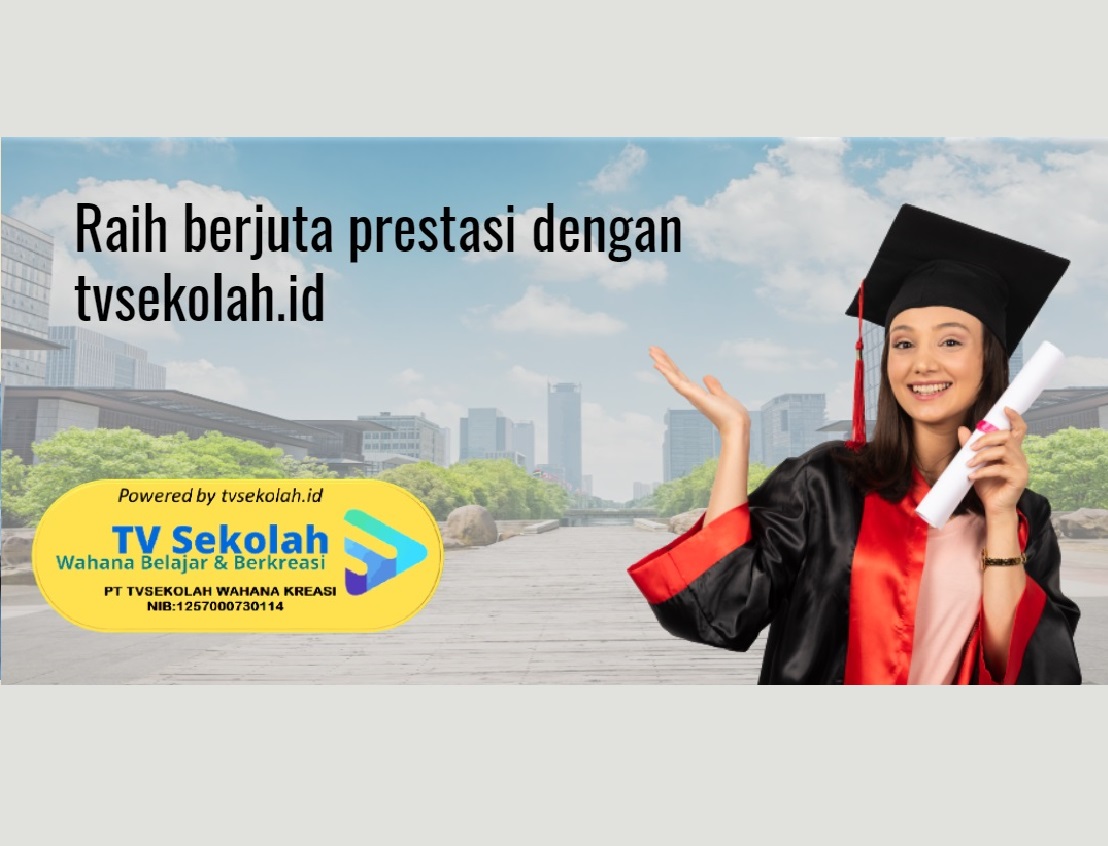 Raih berjuta prestasi dengan
tvsekolah.id
Powered by tvsekolah.id
TV Sekolah
Wahana Belajar & Berkreasi
PT TVSEKOLAH WAHANA KREASI
NIB:1257000730114